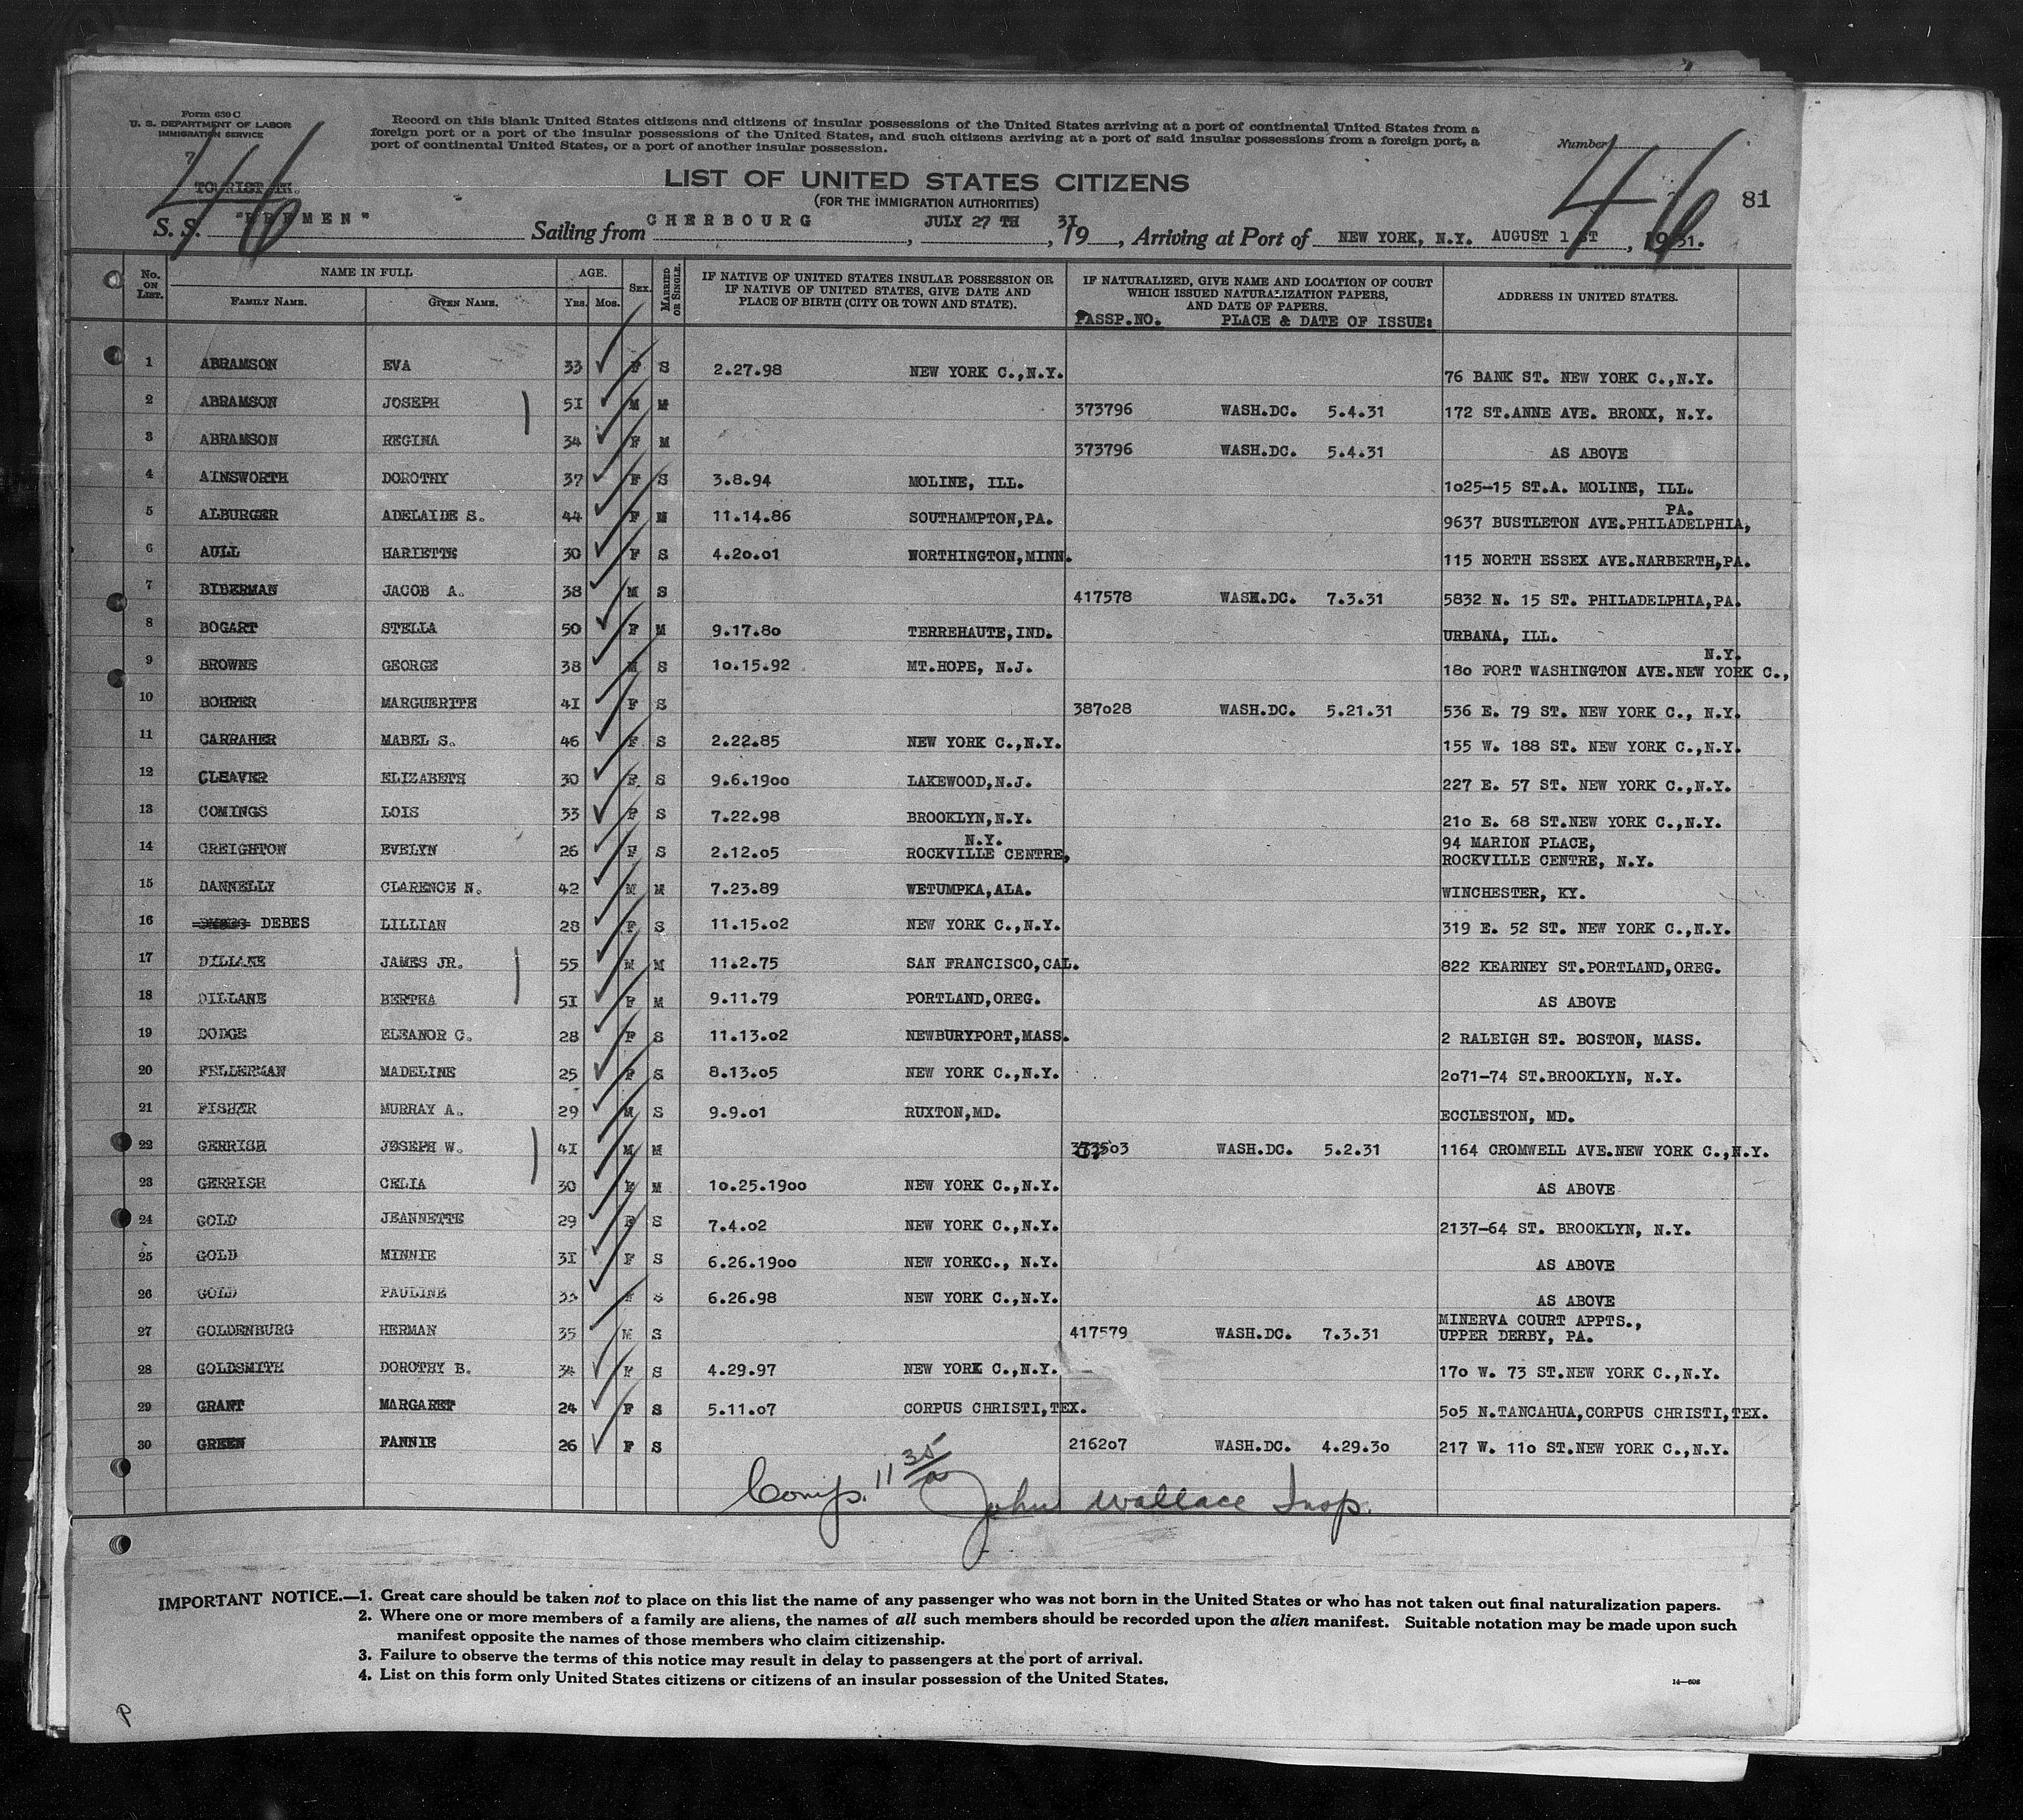 Form 630 C
U. S. DEPARTMENT OF LABOR
IMMIGRATION SERVICE
7
46
TOURIST TH.
Record on this blank United States citizens and citizens of insular possessions of the United States arriving at a port of continental United States from a
foreign port or a port of the insular possessions of the United States, and such citizens arriving at a port of said insular possessions from a foreign port, a
port of continental United States, or a port of another insular possession.
Number
46
81
LIST OF UNITED STATES CITIZENS
(FOR THE IMMIGRATION AUTHORITIES)
S. S. "BREMEN" Sailing from CHERBOURG, JULY 27 TH, 1931, Arriving at Port of NEW YORK, N.Y. AUGUST 1 ST, 1931.
No. ON LIST. NAME IN FULL FAMILY NAME. GIVEN NAME. AGE. YRS. MOS. SEX. MARRIED OR SINGLE. IF NATIVE OF UNITED STATES INSULAR POSSESSION OR IF NATIVE OF UNITED STATES, GIVE DATE AND PLACE OF BIRTH (CITY OR TOWN AND STATE). IF NATURALIZED, GIVE NAME AND LOCATION OF COURT WHICH ISSUED NATURALIZATION PAPERS, AND DATE OF PAPERS. ADDRESS IN UNITED STATES.
PASSP.NO. PLACE & DATE OF ISSUE:
1 ABRAMSON EVA 33 F S 2.27.98 NEW YORK C.,N.Y. 76 BANK ST. NEW YORK C.,N.Y.
2 ABRAMSON JOSEPH 51 M M 373796 WASH.DC. 5.4.31 172 ST.ANNE AVE. BRONX, N.Y.
3 ABRAMSON REGINA 34 F M 373796 WASH.DC. 5.4.31 AS ABOVE
4 AINSWORTH DOROTHY 37 F S 3.8.94 MOLINE, ILL. 1025-15 ST.A. MOLINE, ILL.
5 ALBURGER ADELAIDE S. 44 F M 11.14.86 SOUTHAMPTON,PA. 9637 BUSTLETON AVE.PHILADELPHIA, PA.
6 AULL HARIETTE 30 F S 4.20.01 WORTHINGTON,MINN. 115 NORTH ESSEX AVE.NARBERTH,PA.
7 BIBERMAN JACOB A. 38 M S 417578 WASH.DC. 7.3.31 5832 N. 15 ST. PHILADELPHIA,PA.
8 BOGART STELLA 50 F M 9.17.80 TERREHAUTE,IND. URBANA, ILL.
9 BROWNE GEORGE 38 M S 10.15.92 MT.HOPE, N.J. 180 FORT WASHINGTON AVE.NEW YORK C., N.Y.
10 BOHRER MARGUERITE 41 F S 387028 WASH.DC. 5.21.31 536 E. 79 ST. NEW YORK C., N.Y.
11 CARRAHER MABEL S. 46 F S 2.22.85 NEW YORK C.,N.Y. 155 W. 188 ST. NEW YORK C.,N.Y.
12 CLEAVER ELIZABETH 30 F S 9.6.1900 LAKEWOOD,N.J. 227 E. 57 ST. NEW YORK C.,N.Y.
13 COMINGS LOIS 33 F S 7.22.98 BROOKLYN,N.Y. 210 E. 68 ST.NEW YORK C.,N.Y.
14 CREIGHTON EVELYN 26 F S 2.12.05 ROCKVILLE CENTRE, N.Y. 94 MARION PLACE, ROCKVILLE CENTRE, N.Y.
15 DANNELLY CLARENCE N. 42 M M 7.23.89 WETUMPKA,ALA. WINCHESTER, KY.
16 DEBES LILLIAN 28 F S 11.15.02 NEW YORK C.,N.Y. 319 E. 52 ST. NEW YORK C.,N.Y.
17 DILLANE JAMES JR. 55 M M 11.2.75 SAN FRANCISCO,CAL. 822 KEARNEY ST.PORTLAND,OREG.
18 DILLANE BERTHA 51 F M 9.11.79 PORTLAND,OREG. AS ABOVE
19 DODGE ELEANOR C. 28 F S 11.13.02 NEWBURYPORT,MASS. 2 RALEIGH ST. BOSTON, MASS.
20 FELLERMAN MADELINE 25 F S 8.13.05 NEW YORK C.,N.Y. 2071-74 ST.BROOKLYN, N.Y.
21 FISHER MURRAY A. 29 M S 9.9.01 RUXTON,MD. ECCLESTON, MD.
22 GERRISH JOSEPH W. 41 M M WASH.DC. 5.2.31 1164 CROMWELL AVE.NEW YORK C.,N.Y.
23 GERRISH CELIA 30 F M 10.25.1900 NEW YORK C.,N.Y. AS ABOVE
24 GOLD JEANNETTE 29 F S 7.4.02 NEW YORK C.,N.Y. 2137-64 ST. BROOKLYN, N.Y.
25 GOLD MINNIE 31 F S 6.26.1900 NEW YORKC., N.Y. AS ABOVE
26 GOLD PAULINE 33 F S 6.26.98 NEW YORK C.,N.Y. AS ABOVE
27 GOLDENBURG HERMAN 35 M S 417579 WASH.DC. 7.3.31 MINERVA COURT APPTS., UPPER DERBY, PA.
28 GOLDSMITH DOROTHY B. 34 F S 4.29.97 NEW YORK C.,N.Y. 170 W. 73 ST.NEW YORK C.,N.Y.
29 GRANT MARGARET 24 F S 5.11.07 CORPUS CHRISTI,TEX. 505 N.TANCAHUA,CORPUS CHRISTI,TEX.
30 GREEN FANNIE 26 F S 216207 WASH.DC. 4.29.30 217 W. 110 ST.NEW YORK C.,N.Y.
Comp. 11 35 John Wallace Insp.
IMPORTANT NOTICE.—1. Great care should be taken not to place on this list the name of any passenger who was not born in the United States or who has not taken out final naturalization papers.
2. Where one or more members of a family are aliens, the names of all such members should be recorded upon the alien manifest. Suitable notation may be made upon such
manifest opposite the names of those members who claim citizenship.
3. Failure to observe the terms of this notice may result in delay to passengers at the port of arrival.
4. List on this form only United States citizens or citizens of an insular possession of the United States.
14—608
P